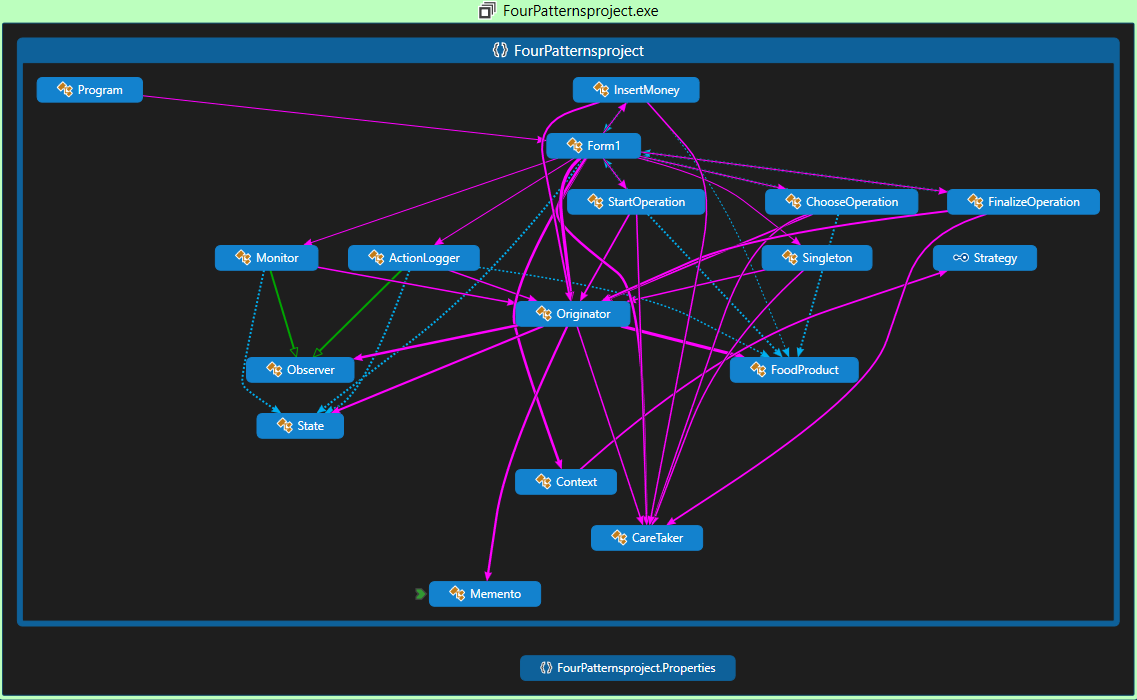 FourPatternsproject.exe
FourPatternsproject
Program
InsertMoney
Form1
StartOperation
ChooseOperation
FinalizeOperation
Monitor
ActionLogger
Singleton
Strategy
Originator
Observer
FoodProduct
State
Context
CareTaker
Memento
FourPatternsproject.Properties